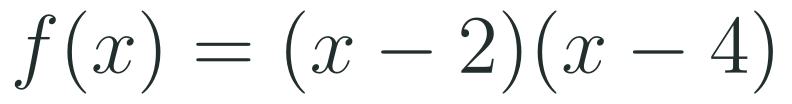 f(x) = (x − 2)(x − 4)